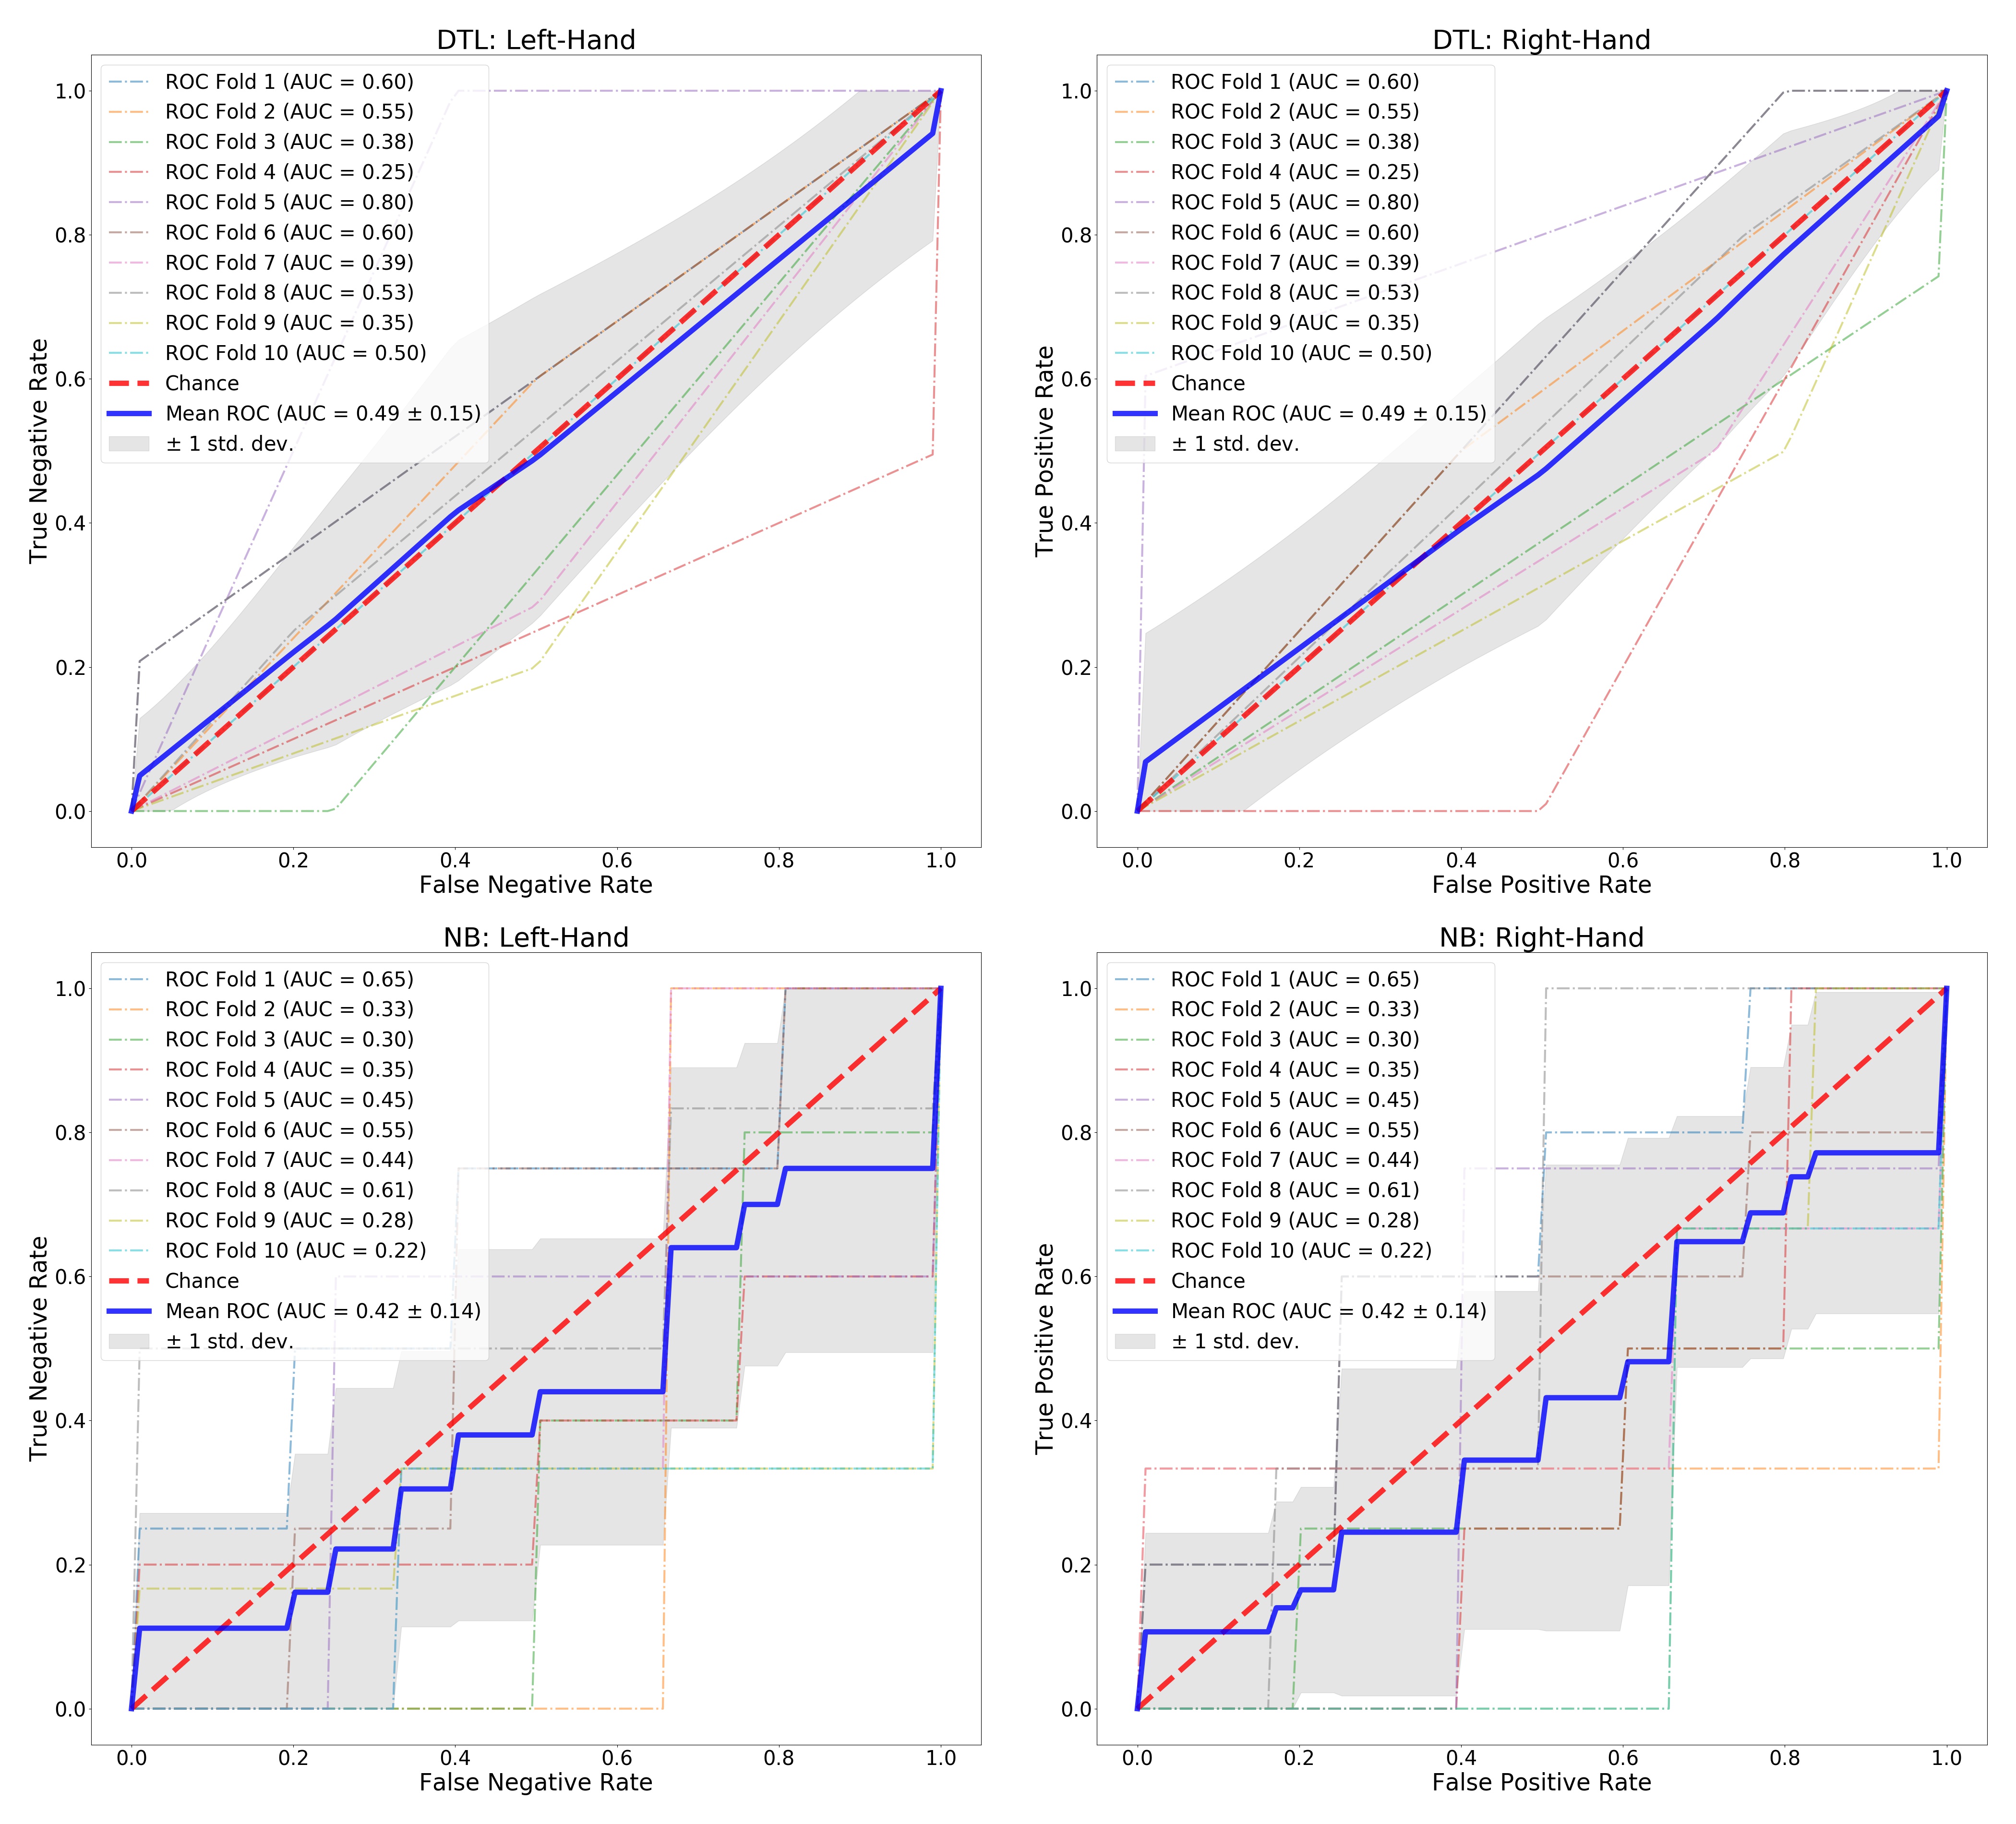 DTL: Left-Hand
True Negative Rate
1.0
0.8
0.6
0.4
0.2
0.0
ROC Fold 1 (AUC = 0.60)
ROC Fold 2 (AUC = 0.55)
ROC Fold 3 (AUC = 0.38)
ROC Fold 4 (AUC = 0.25)
ROC Fold 5 (AUC = 0.80)
ROC Fold 6 (AUC = 0.60)
ROC Fold 7 (AUC = 0.39)
ROC Fold 8 (AUC = 0.53)
ROC Fold 9 (AUC = 0.35)
ROC Fold 10 (AUC = 0.50)
Chance
Mean ROC (AUC = 0.49 ± 0.15)
± 1 std. dev.
0.0 0.2 0.4 0.6 0.8 1.0
False Negative Rate
DTL: Right-Hand
True Positive Rate
1.0
0.8
0.6
0.4
0.2
0.0
ROC Fold 1 (AUC = 0.60)
ROC Fold 2 (AUC = 0.55)
ROC Fold 3 (AUC = 0.38)
ROC Fold 4 (AUC = 0.25)
ROC Fold 5 (AUC = 0.80)
ROC Fold 6 (AUC = 0.60)
ROC Fold 7 (AUC = 0.39)
ROC Fold 8 (AUC = 0.53)
ROC Fold 9 (AUC = 0.35)
ROC Fold 10 (AUC = 0.50)
Chance
Mean ROC (AUC = 0.49 ± 0.15)
± 1 std. dev.
0.0 0.2 0.4 0.6 0.8 1.0
False Positive Rate
NB: Left-Hand
True Negative Rate
1.0
0.8
0.6
0.4
0.2
0.0
ROC Fold 1 (AUC = 0.65)
ROC Fold 2 (AUC = 0.33)
ROC Fold 3 (AUC = 0.30)
ROC Fold 4 (AUC = 0.35)
ROC Fold 5 (AUC = 0.45)
ROC Fold 6 (AUC = 0.55)
ROC Fold 7 (AUC = 0.44)
ROC Fold 8 (AUC = 0.61)
ROC Fold 9 (AUC = 0.28)
ROC Fold 10 (AUC = 0.22)
Chance
Mean ROC (AUC = 0.42 ± 0.14)
± 1 std. dev.
0.0 0.2 0.4 0.6 0.8 1.0
False Negative Rate
NB: Right-Hand
True Positive Rate
1.0
0.8
0.6
0.4
0.2
0.0
ROC Fold 1 (AUC = 0.65)
ROC Fold 2 (AUC = 0.33)
ROC Fold 3 (AUC = 0.30)
ROC Fold 4 (AUC = 0.35)
ROC Fold 5 (AUC = 0.45)
ROC Fold 6 (AUC = 0.55)
ROC Fold 7 (AUC = 0.44)
ROC Fold 8 (AUC = 0.61)
ROC Fold 9 (AUC = 0.28)
ROC Fold 10 (AUC = 0.22)
Chance
Mean ROC (AUC = 0.42 ± 0.14)
± 1 std. dev.
0.0 0.2 0.4 0.6 0.8 1.0
False Positive Rate